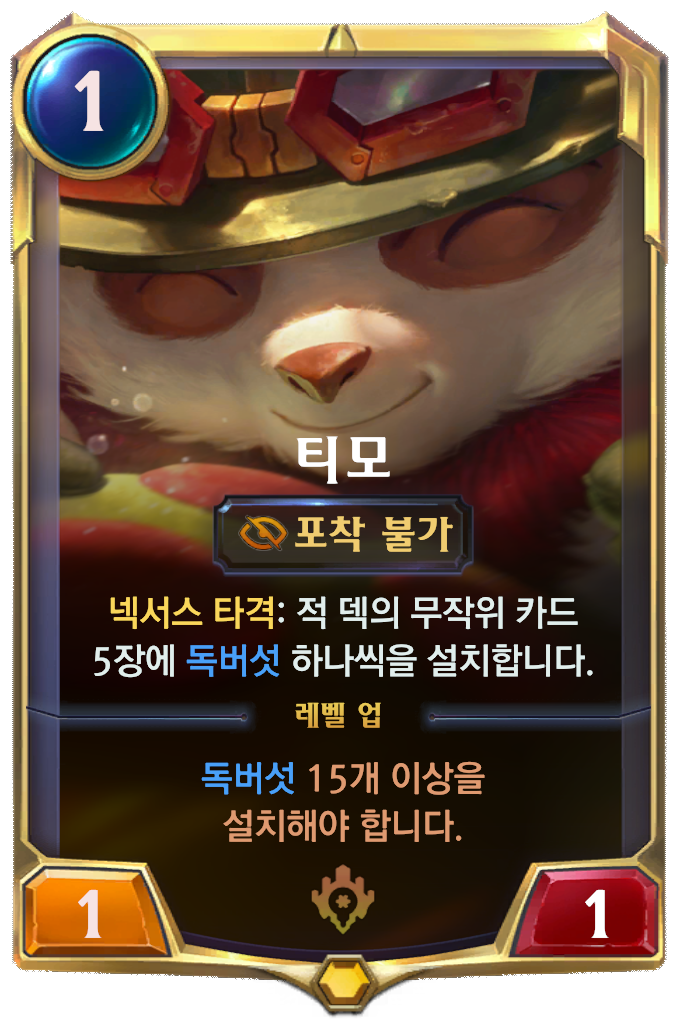 1
티모
포착 불가
넥서스 타격: 적 덱의 무작위 카드
5장에 독버섯 하나씩을 설치합니다.
레벨 업
독버섯 15개 이상을
설치해야 합니다.
1
1